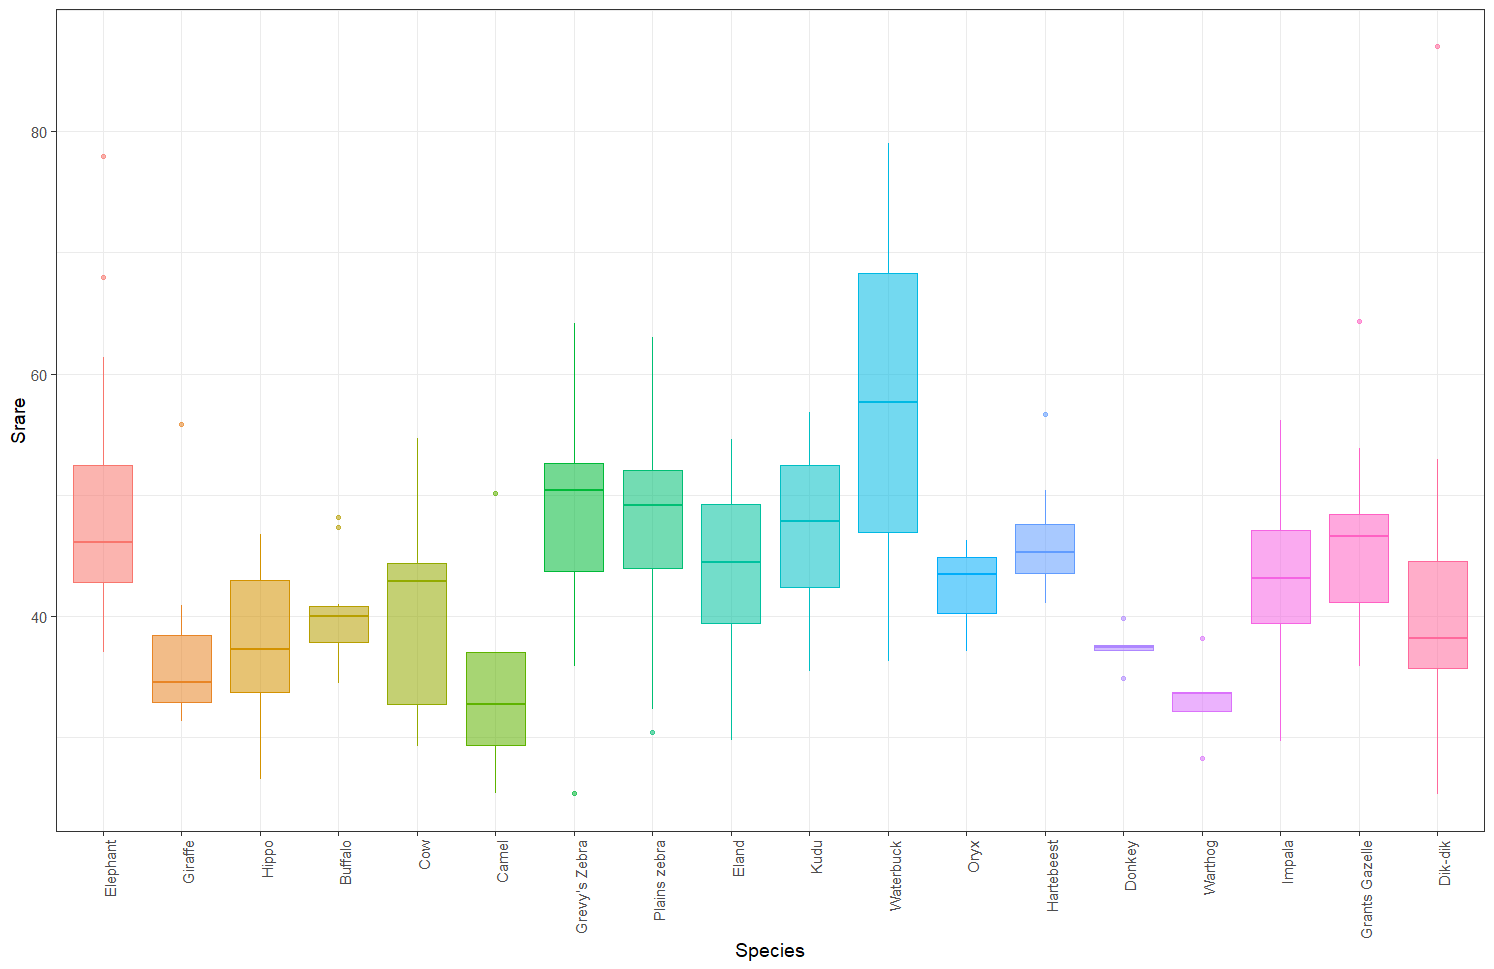 80
60
40
Srare
Elephant
Giraffe
Hippo
Buffalo
Cow
Camel
Grevy's Zebra
Plains zebra
Eland
Kudu
Waterbuck
Oryx
Hartebeest
Donkey
Warthog
Impala
Grants Gazelle
Dik-dik
Species